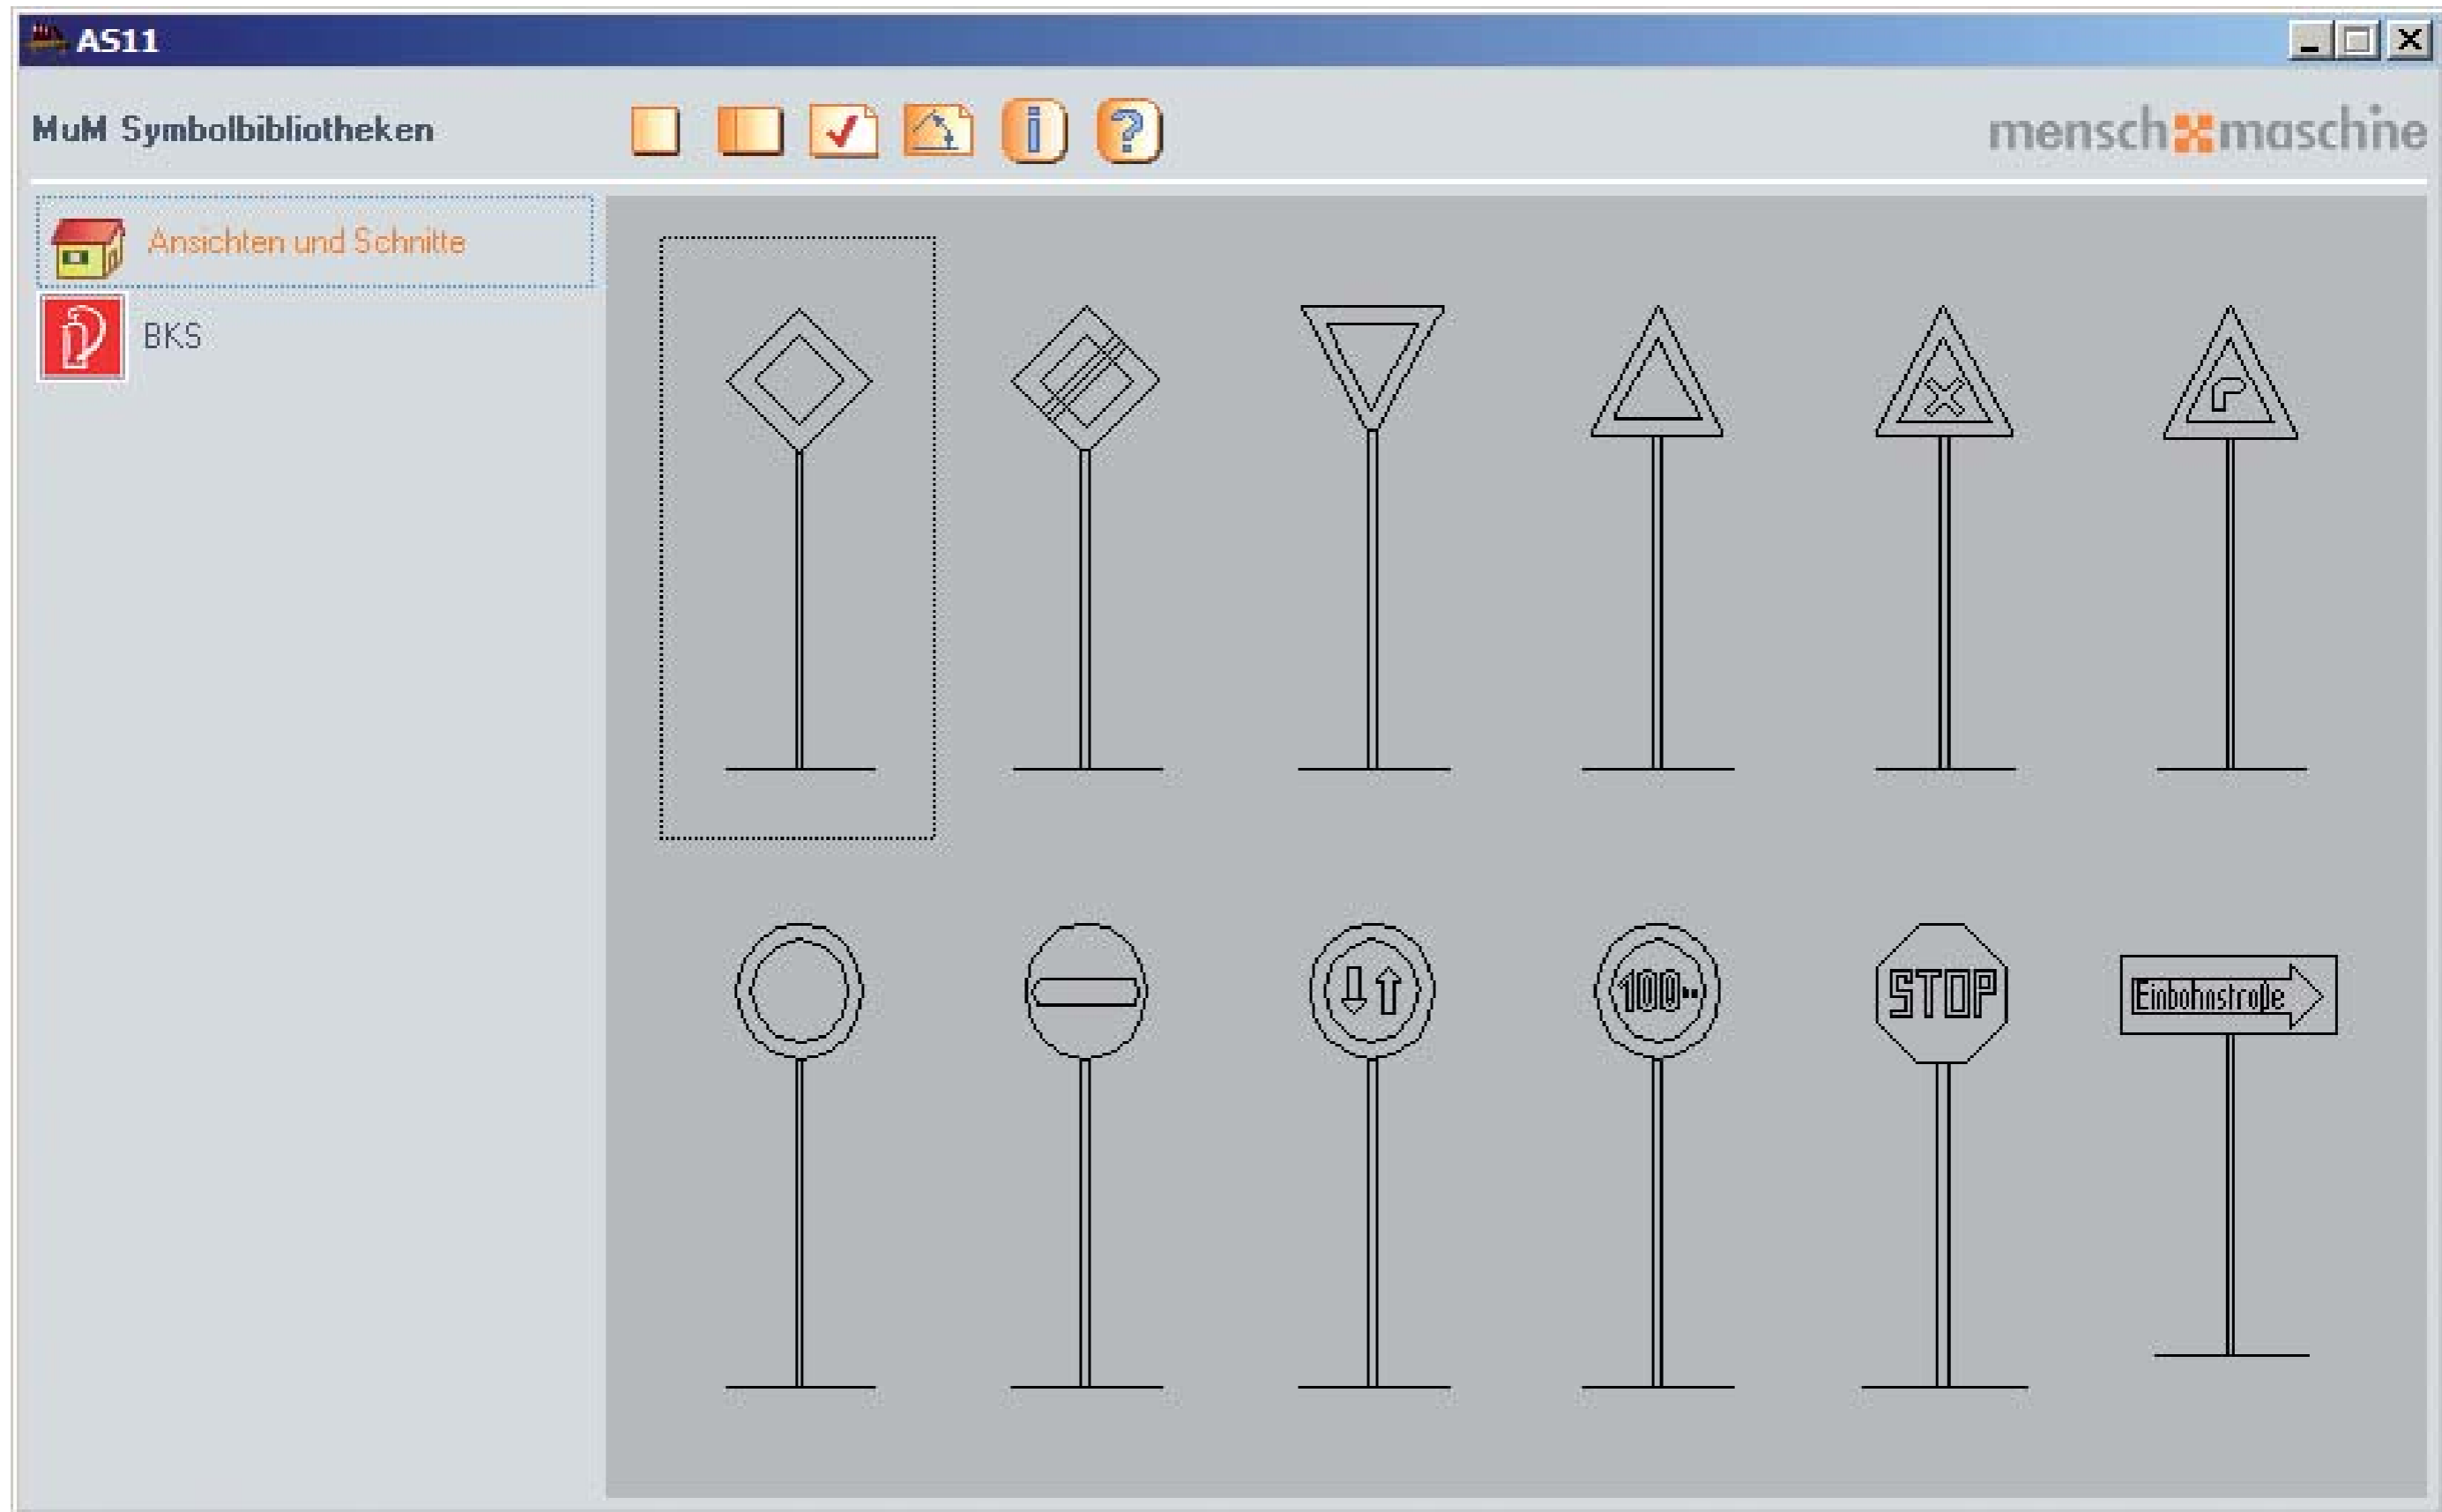 AS11
MuM Symbolbibliotheken
mensch maschine
Ansichten und Schnitte
BKS
100
STOP
Einbahnstraße